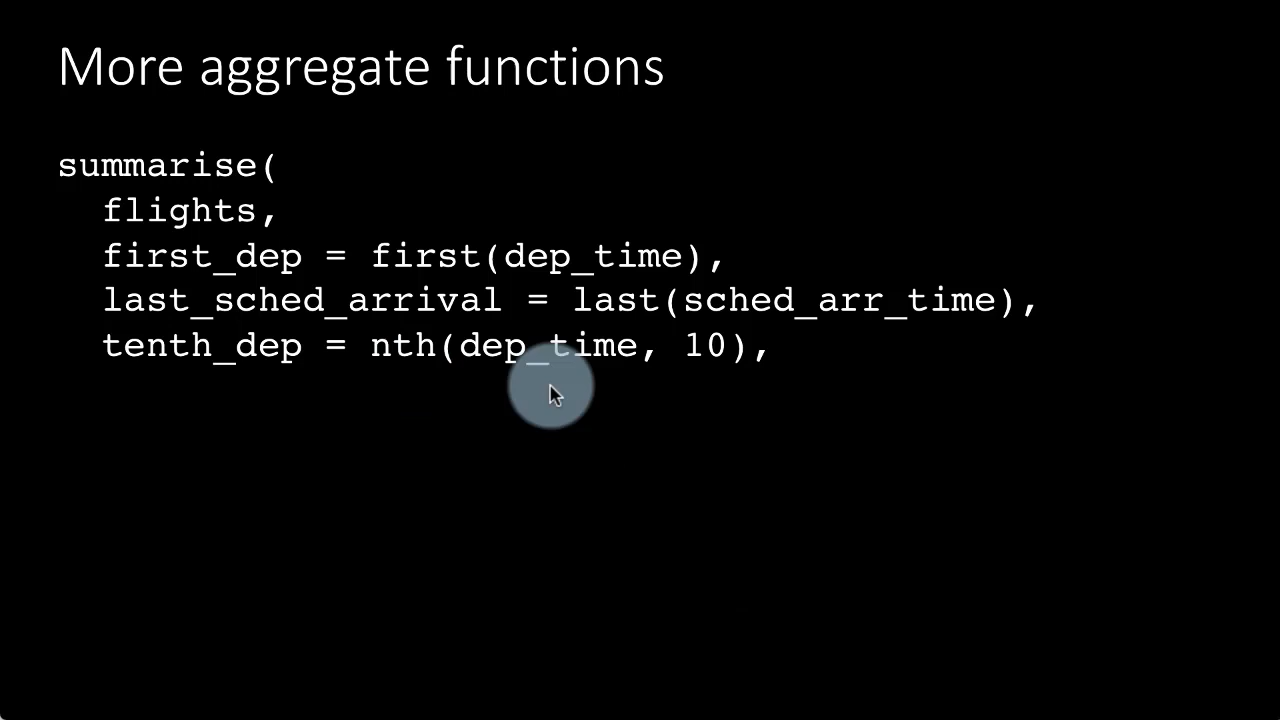 More aggregate functions
summarise(
  flights,
  first_dep = first(dep_time),
  last_sched_arrival = last(sched_arr_time),
  tenth_dep = nth(dep_time, 10),